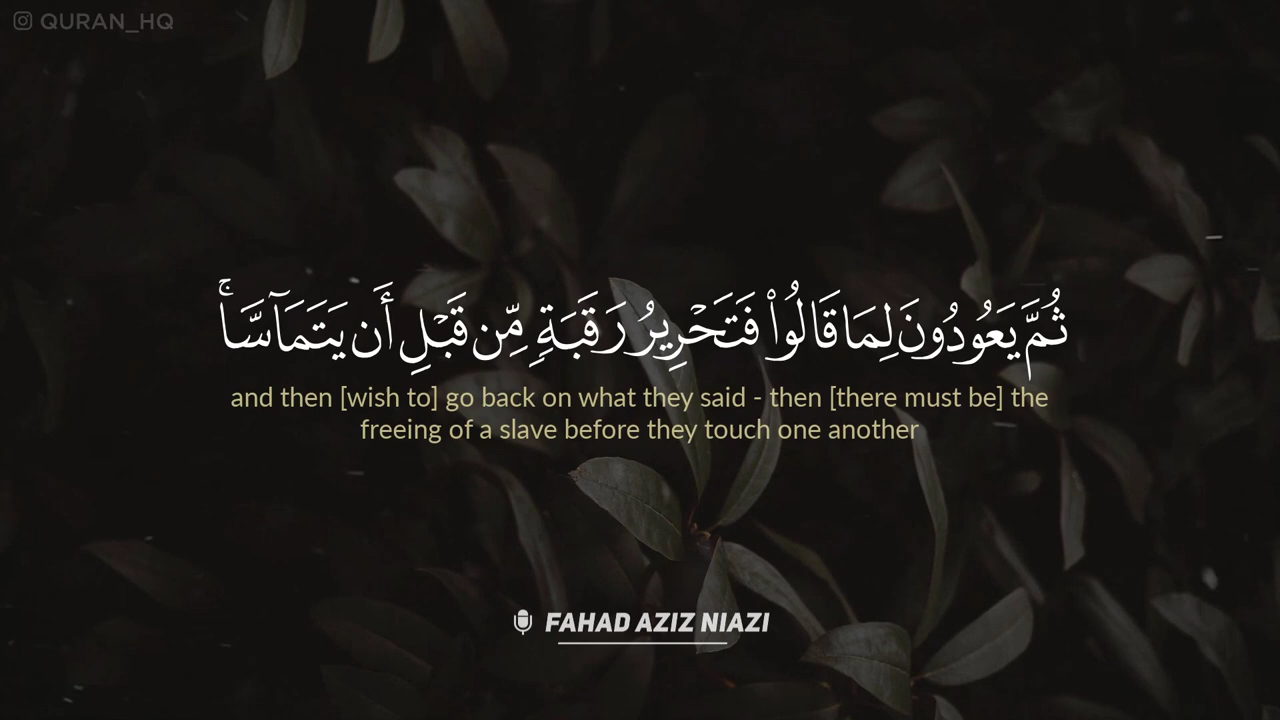 QURAN_HQ
ثُمَّ يَعُودُونَ لِمَا قَالُوا۟ فَتَحْرِيرُ رَقَبَةٍ مِّن قَبْلِ أَن يَتَمَآسَّا ۚ
and then [wish to] go back on what they said - then [there must be] the
freeing of a slave before they touch one another
FAHAD AZIZ NIAZI